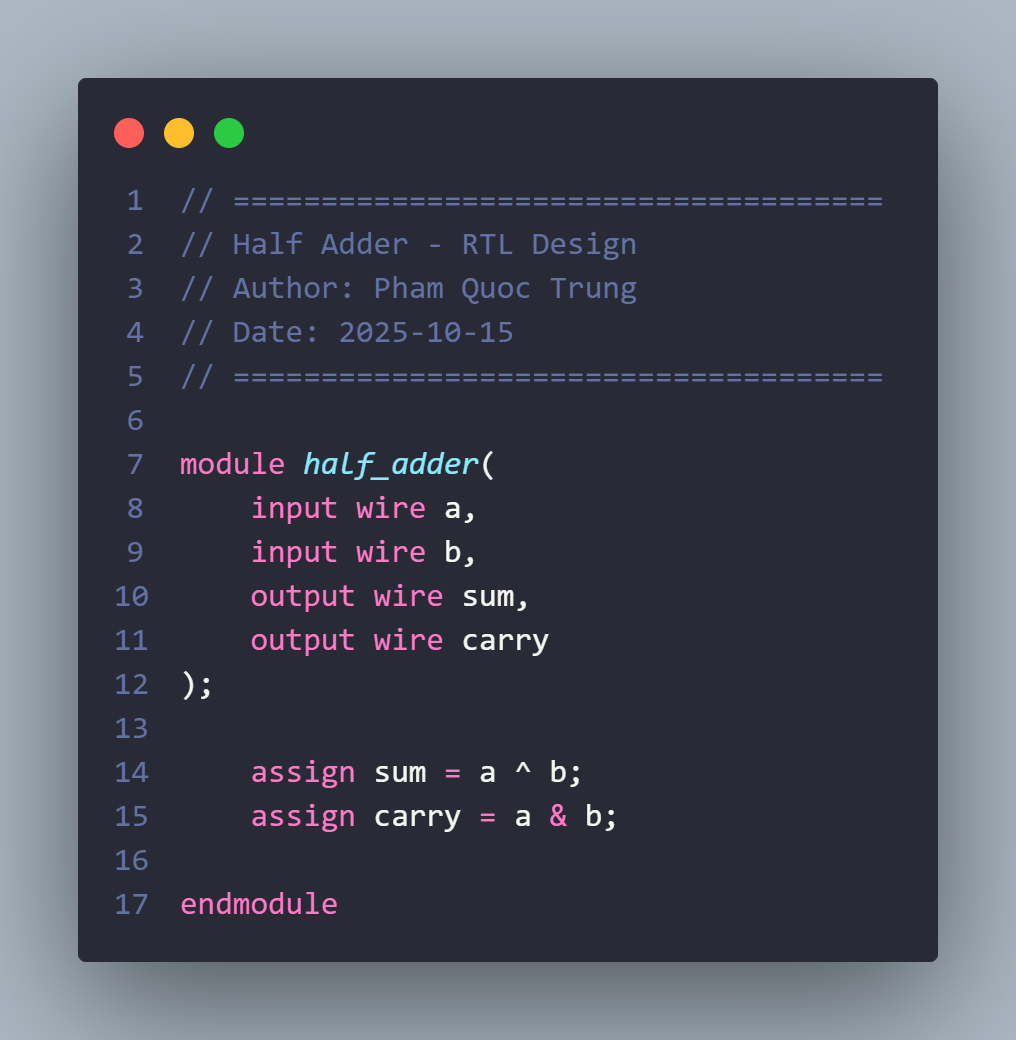 1 // =====================================
2 // Half Adder - RTL Design
3 // Author: Pham Quoc Trung
4 // Date: 2025-10-15
5 // =====================================
6
7 module half_adder(
8     input wire a,
9     input wire b,
10     output wire sum,
11     output wire carry
12 );
13
14     assign sum = a ^ b;
15     assign carry = a & b;
16
17 endmodule